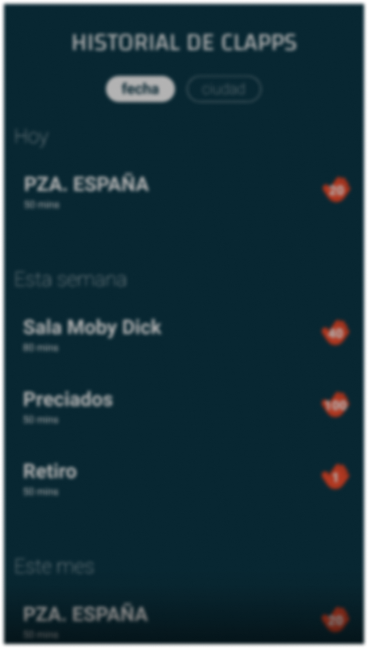 HISTORIAL DE CLAPPS
fecha ciudad
Hoy
PZA. ESPAÑA
20
50 mins
Esta semana
Sala Moby Dick
40
80 mins
Preciados
100
50 mins
Retiro
1
50 mins
Este mes
PZA. ESPAÑA
20
50 mins